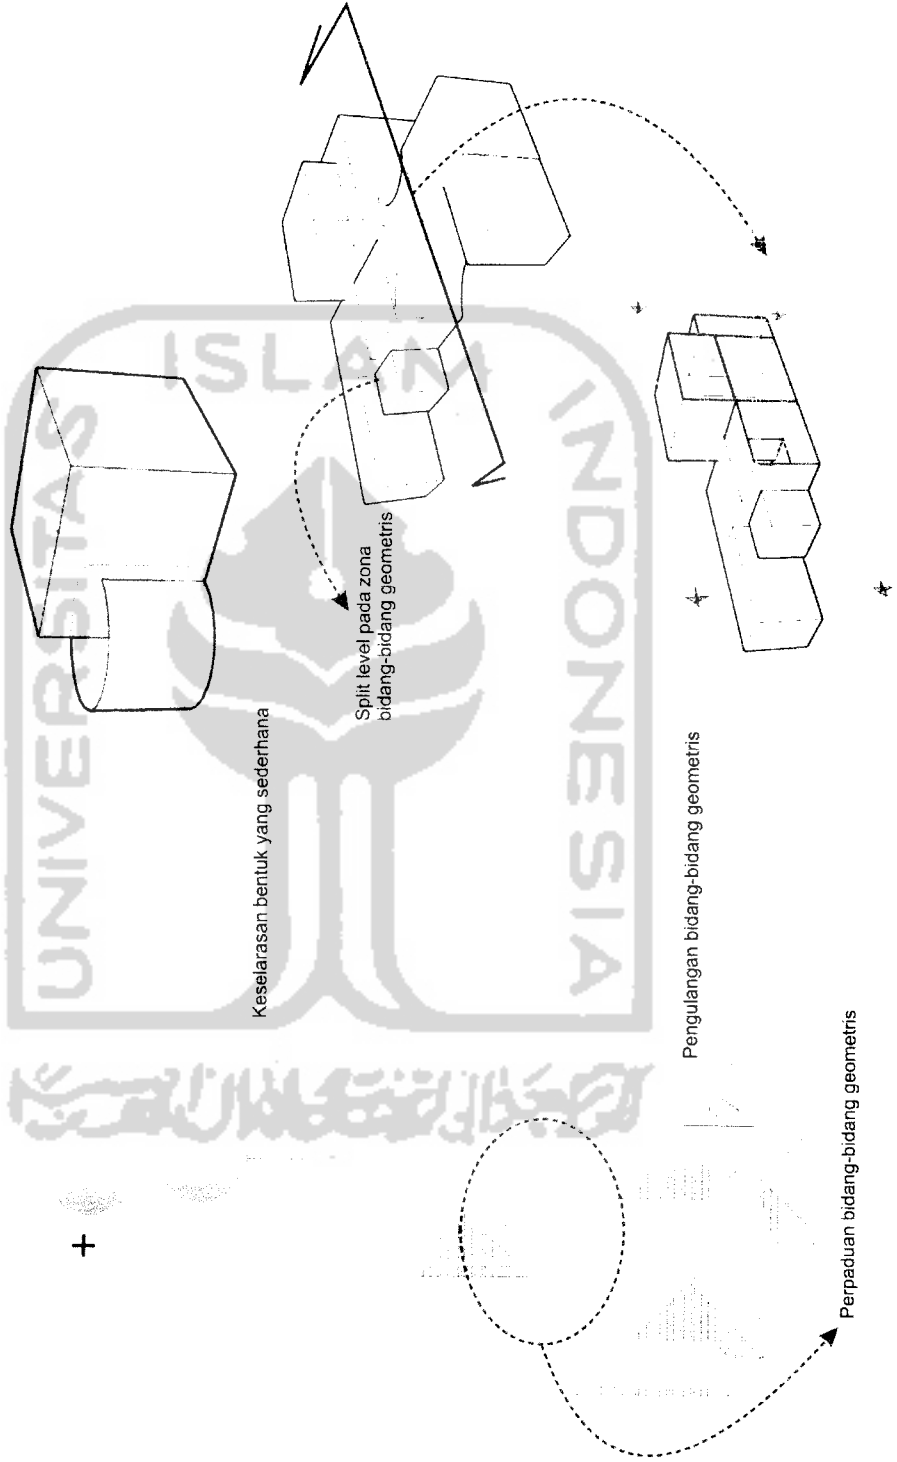 Keselarasan bentuk yang sederhana
Split level pada zona
bidang-bidang geometris
Pengulangan bidang-bidang geometris
Perpaduan bidang-bidang geometris
UNIVERSITAS
ISLAM
INDONESIA